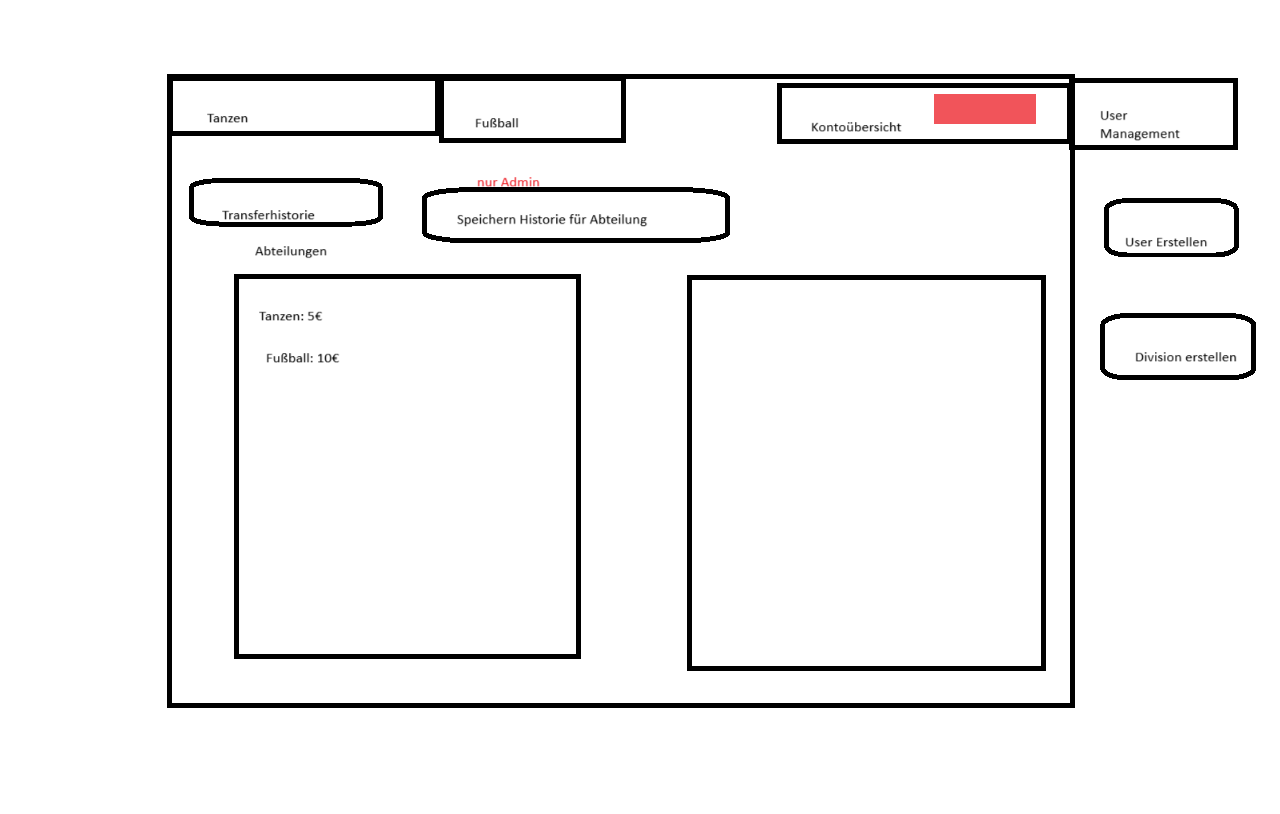 Tanzen
Fußball
Kontoübersicht
User
Management
nur Admin
Transferhistorie
Speichern Historie für Abteilung
User Erstellen
Abteilungen
Tanzen: 5€
Fußball: 10€
Division erstellen